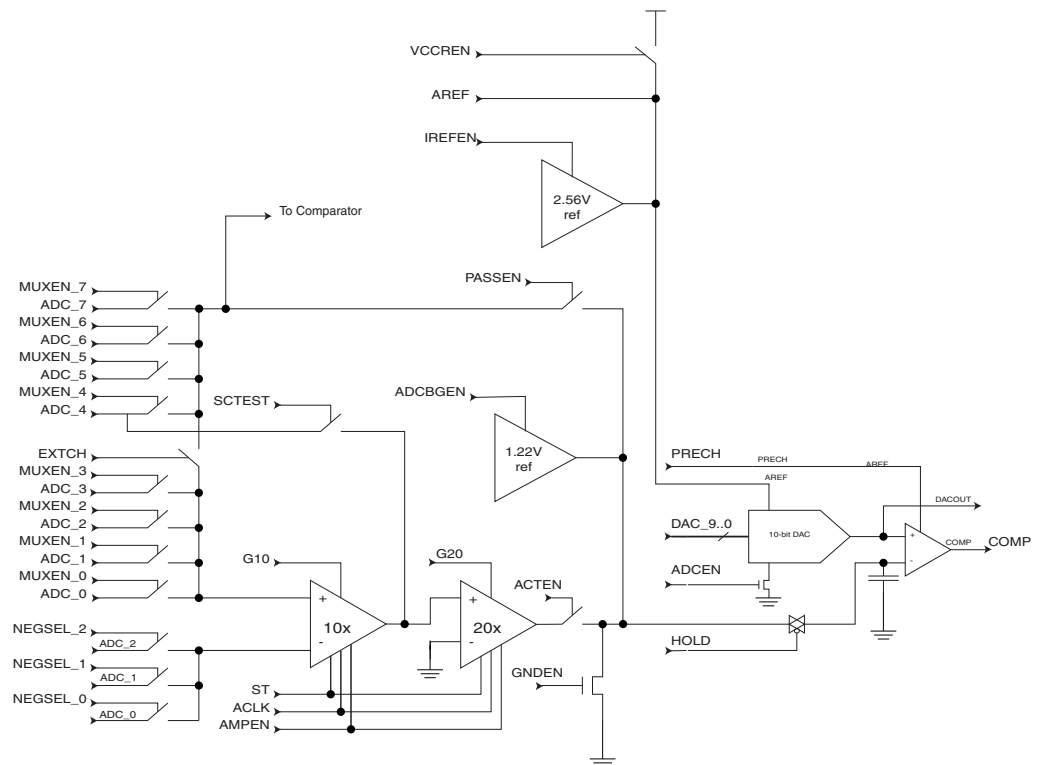 VCCREN
AREF
IREFEN
2.56V
ref
To Comparator
PASSEN
MUXEN_7
ADC_7
MUXEN_6
ADC_6
MUXEN_5
ADC_5
MUXEN_4
ADC_4
SCTEST
ADCBGEN
1.22V
ref
EXTCH
MUXEN_3
ADC_3
MUXEN_2
ADC_2
MUXEN_1
ADC_1
MUXEN_0
ADC_0
PRECH
PRECH
AREF
AREF
DACOUT
DAC_9..0
10-bit DAC
+
-
COMP
COMP
ADCEN
HOLD
G10
G20
ACTEN
+
10x
-
+
20x
-
NEGSEL_2
ADC_2
NEGSEL_1
ADC_1
NEGSEL_0
ADC_0
GNDEN
ST
ACLK
AMPEN